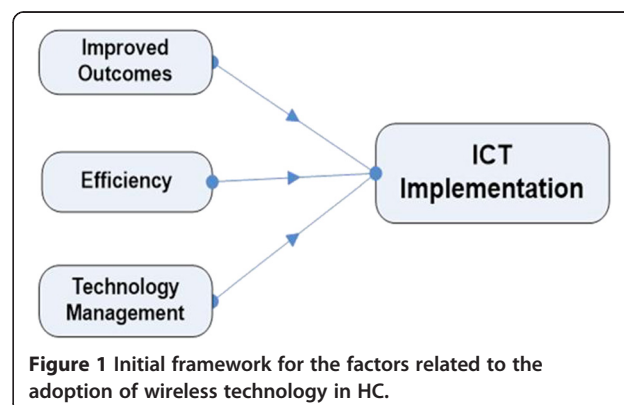 Improved
Outcomes
Efficiency
ICT
Implementation
Technology
Management
Figure 1 Initial framework for the factors related to the
adoption of wireless technology in HC.